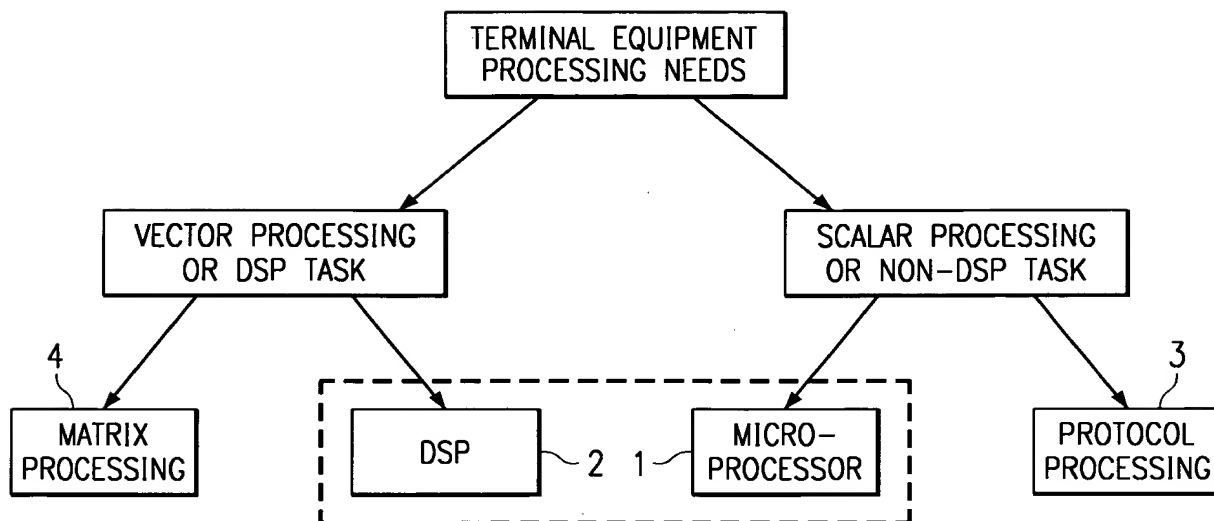 TERMINAL EQUIPMENT
PROCESSING NEEDS
VECTOR PROCESSING
OR DSP TASK
SCALAR PROCESSING
OR NON-DSP TASK
4
3
MATRIX
PROCESSING
DSP
2
1
MICRO-
PROCESSOR
PROTOCOL
PROCESSING